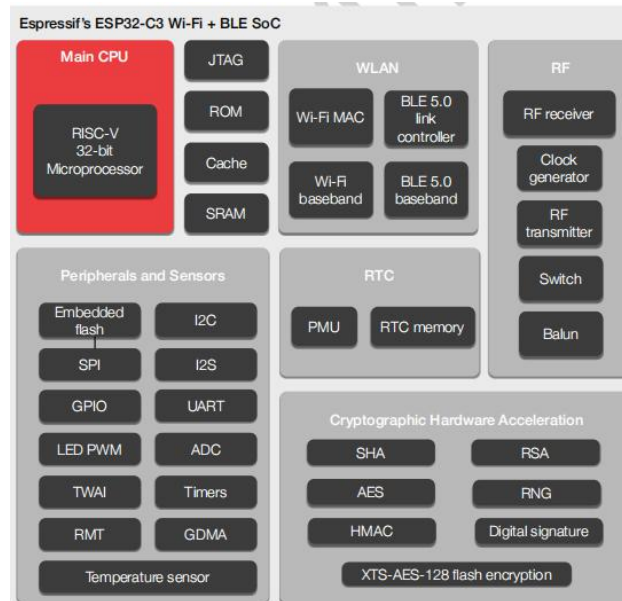 Espressif's ESP32-C3 Wi-Fi + BLE SoC
Main CPU
RISC-V
32-bit
Microprocessor
JTAG
ROM
Cache
SRAM
WLAN
Wi-Fi MAC
BLE 5.0
link
controller
Wi-Fi
baseband
BLE 5.0
baseband
RF
RF receiver
Clock
generator
RF
transmitter
Switch
Balun
Peripherals and Sensors
Embedded
flash
I2C
SPI
I2S
GPIO
UART
LED PWM
ADC
TWAI
Timers
RMT
GDMA
Temperature sensor
RTC
PMU
RTC memory
Cryptographic Hardware Acceleration
SHA
RSA
AES
RNG
HMAC
Digital signature
XTS-AES-128 flash encryption